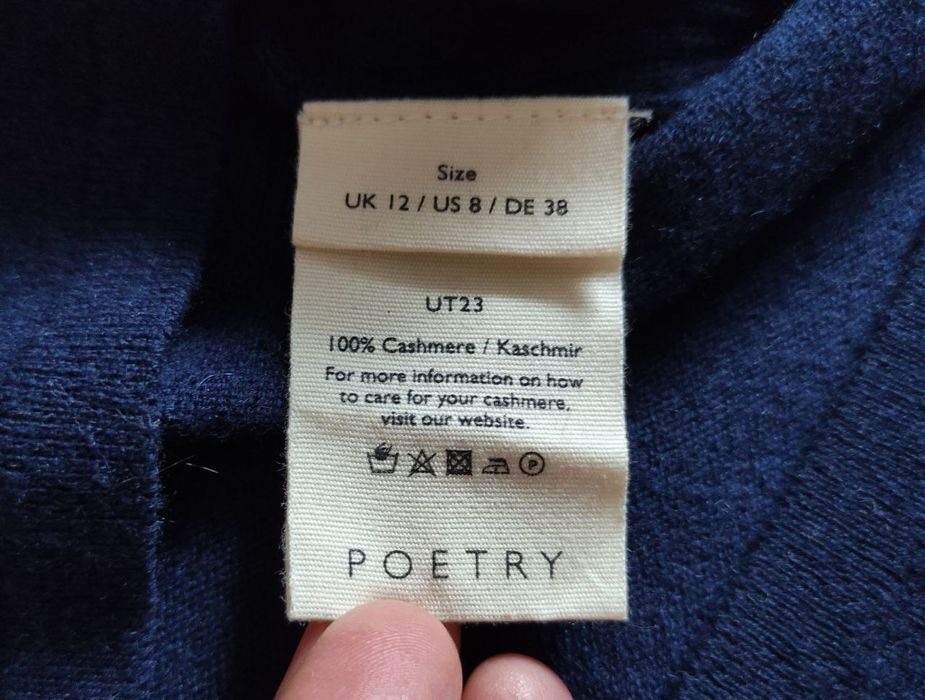 Size
UK 12 / US 8 / DE 38
UT23
100% Cashmere / Kaschmir
For more information on how
to care for your cashmere,
visit our website.
P
POETRY